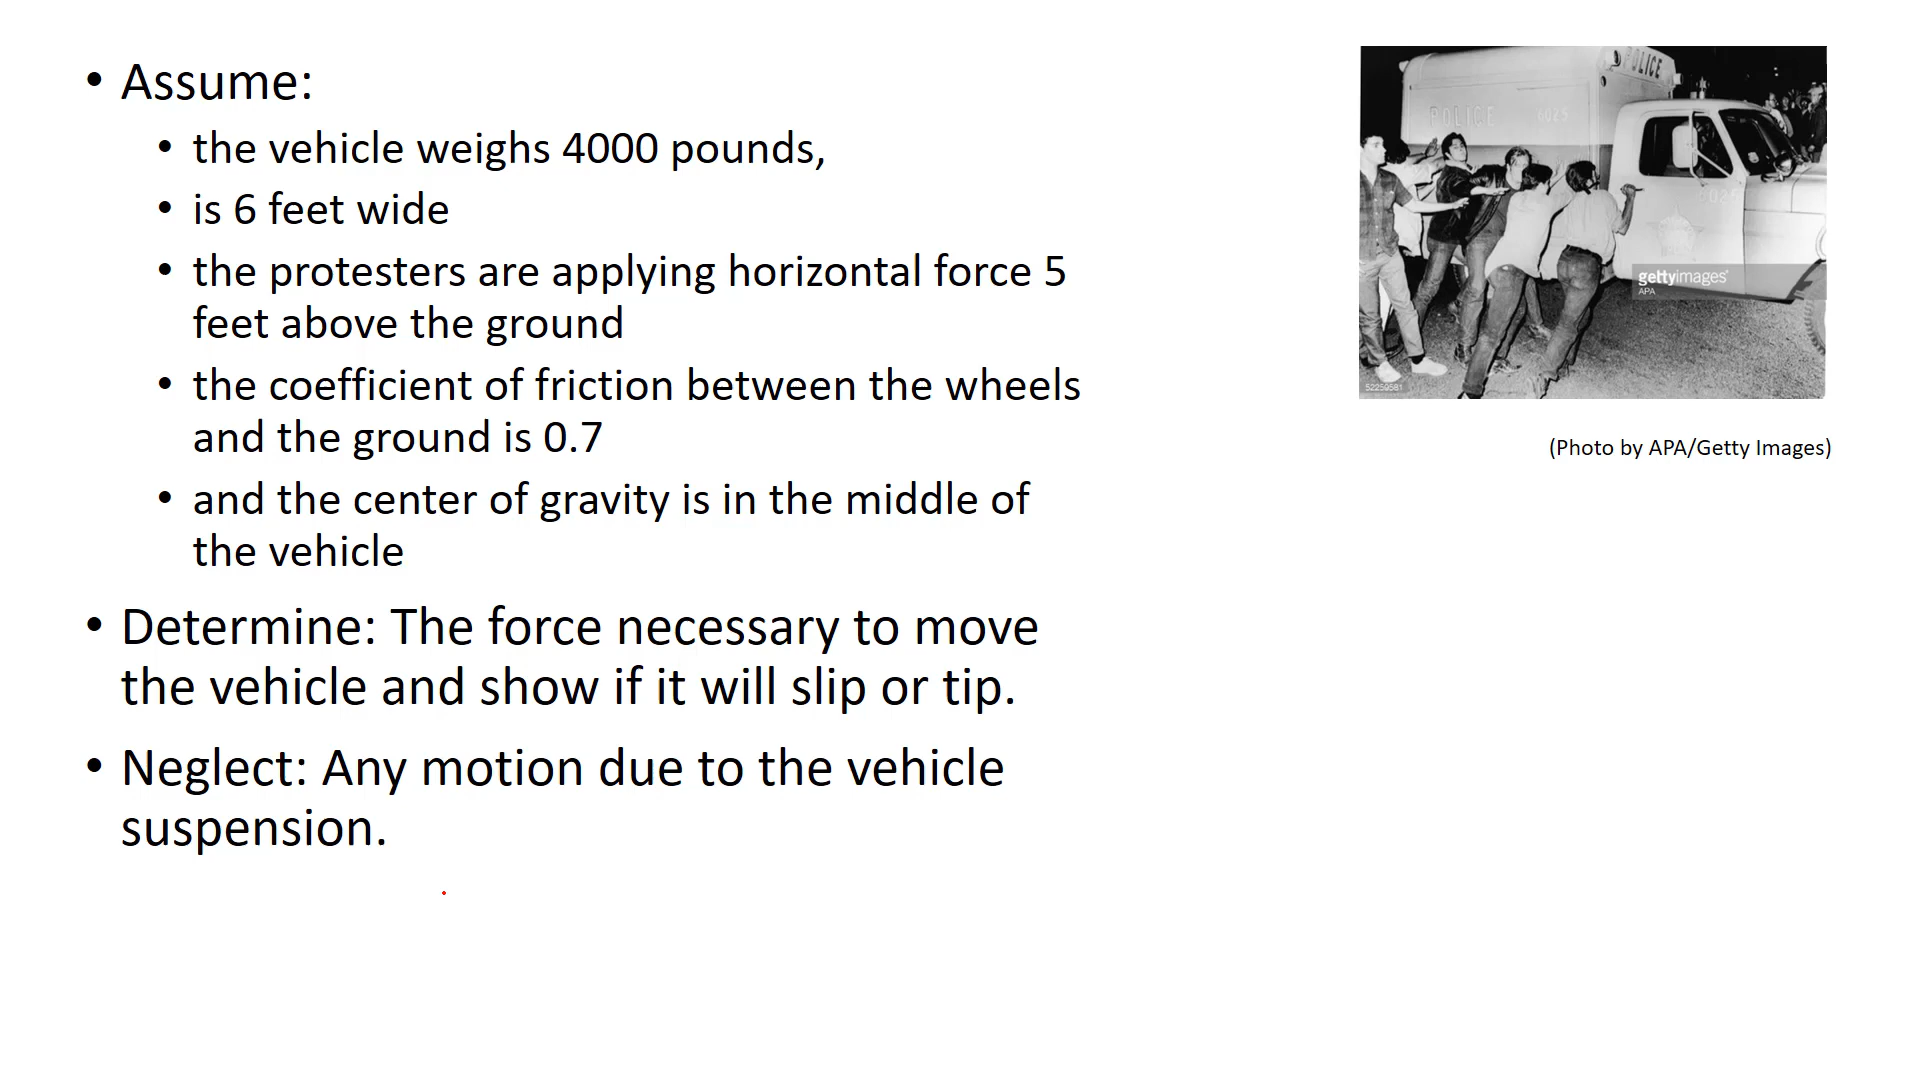 • Assume:
• the vehicle weighs 4000 pounds,
• is 6 feet wide
• the protesters are applying horizontal force 5
feet above the ground
• the coefficient of friction between the wheels
and the ground is 0.7
• and the center of gravity is in the middle of
the vehicle
• Determine: The force necessary to move
the vehicle and show if it will slip or tip.
• Neglect: Any motion due to the vehicle
suspension.
POLICE
POLICE 6025
gettyimages®
APA
52250581
(Photo by APA/Getty Images)